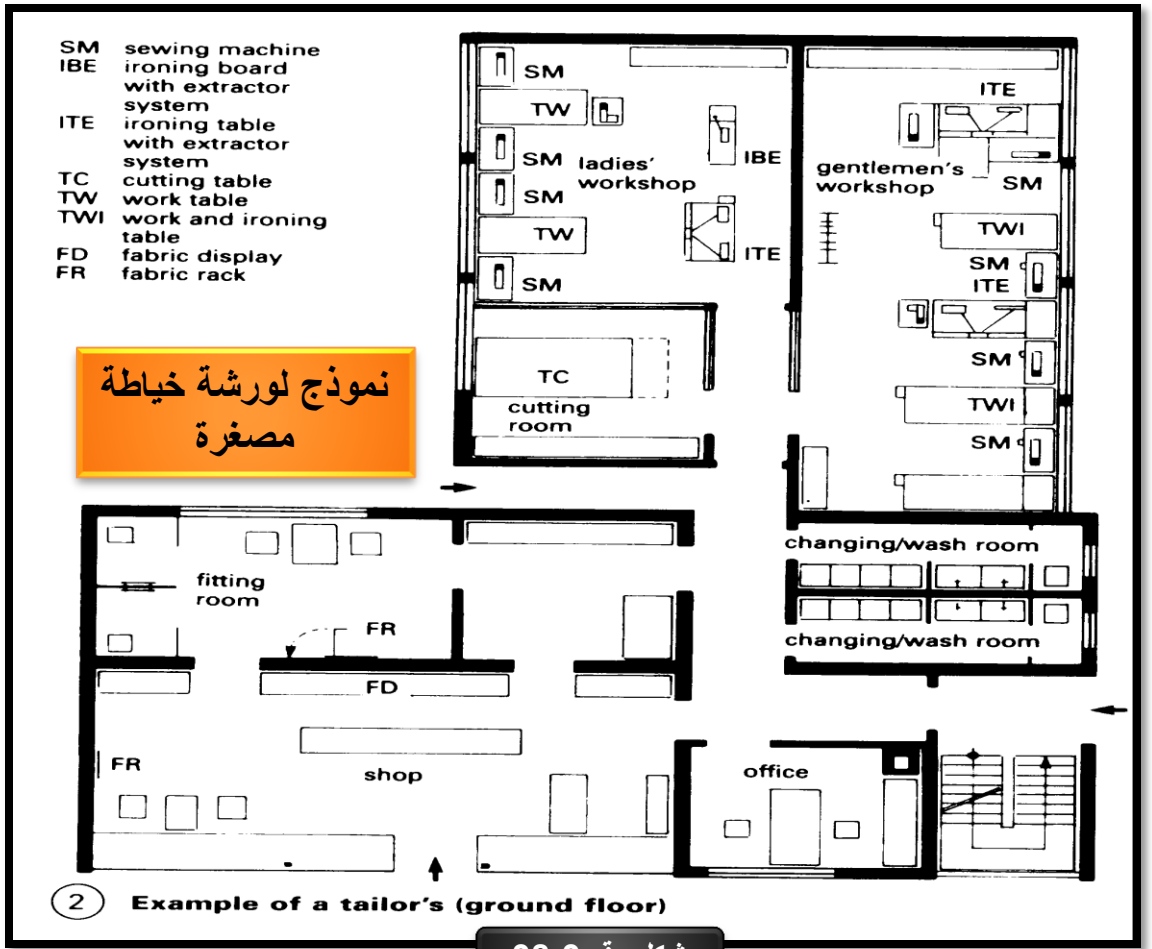 SM sewing machine
IBE ironing board
with extractor
system
ITE ironing table
with extractor
system
TC cutting table
TW work table
TWI work and ironing
table
FD fabric display
FR fabric rack
نموذج لورشة خياطة
مصغرة
SM
TW
SM
ladies'
workshop
SM
TW
SM
IBE
ITE
ITE
gentlemen's
workshop
SM
TWI
SM
ITE
SM
TWI
SM
TC
cutting
room
changing/wash room
changing/wash room
fitting
room
FR
FD
FR
shop
office
2 Example of a tailor's (ground floor)